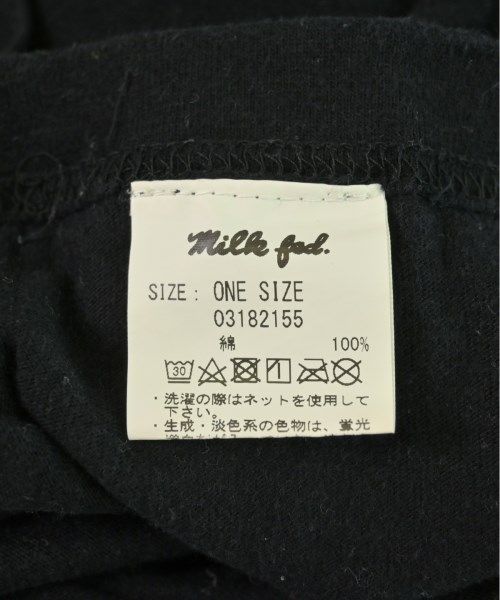 Milk fed.
SIZE : ONE SIZE
03182155
綿 100%
30
・洗濯の際はネットを使用して
下さい。
・生成・淡色系の色物は、蛍光